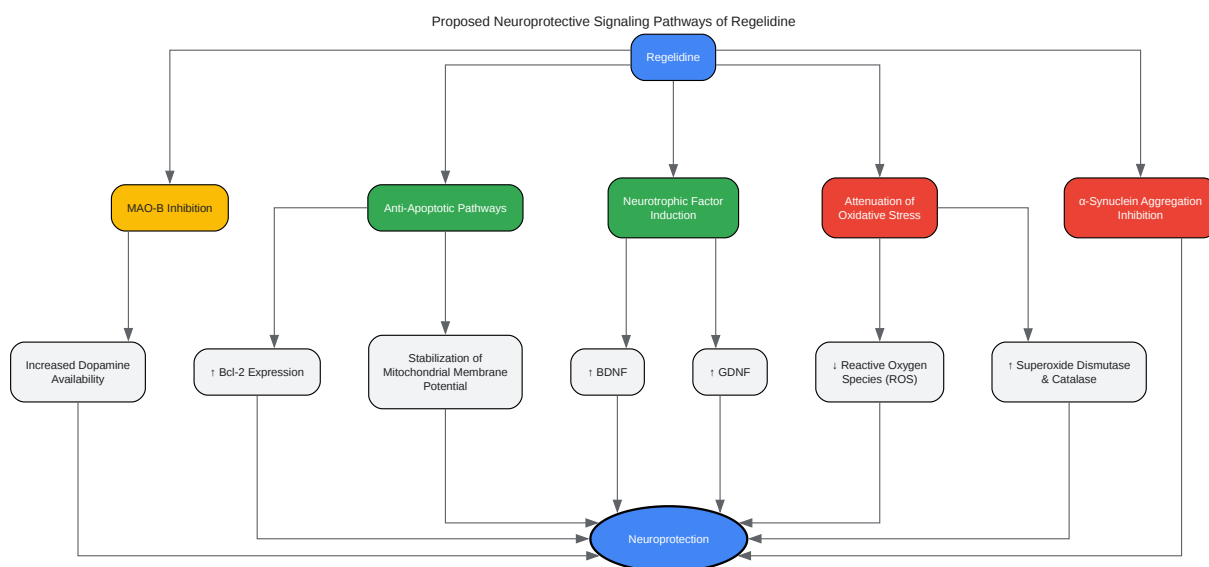 Proposed Neuroprotective Signaling Pathways of Regelidine
Regelidine
MAO-B Inhibition
Anti-Apoptotic Pathways
Neurotrophic Factor
Induction
Attenuation of
Oxidative Stress
α-Synuclein Aggregation
Inhibition
Increased Dopamine
Availability
↑ Bcl-2 Expression
Stabilization of
Mitochondrial Membrane
Potential
↑ BDNF
↑ GDNF
↓ Reactive Oxygen
Species (ROS)
↑ Superoxide Dismutase
& Catalase
Neuroprotection